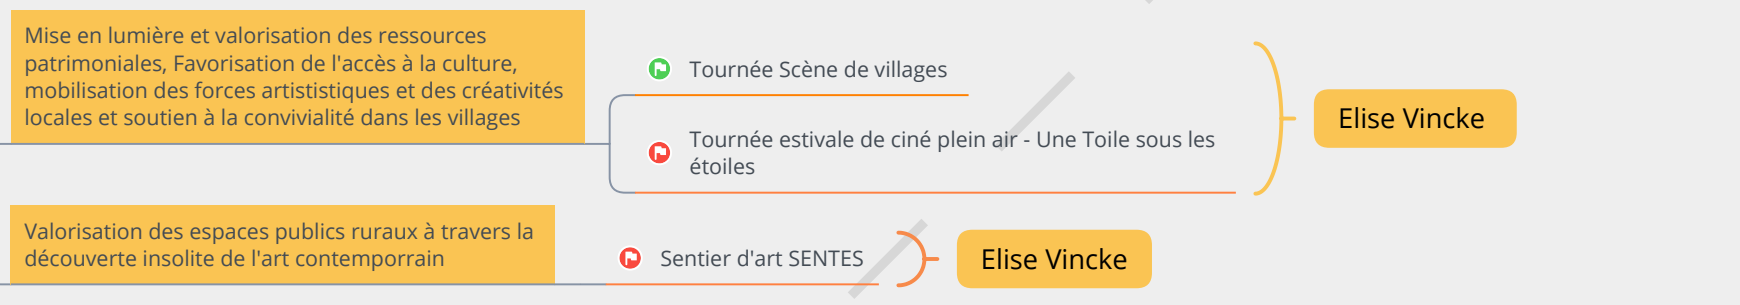 Mise en lumière et valorisation des ressources
patrimoniales, Favorisation de l'accès à la culture,
mobilisation des forces artististiques et des créativités
locales et soutien à la convivialité dans les villages
Tournée Scène de villages
Tournée estivale de ciné plein air - Une Toile sous les
étoiles
Elise Vincke
Valorisation des espaces publics ruraux à travers la
découverte insolite de l'art contemporrain
Sentier d'art SENTES
Elise Vincke